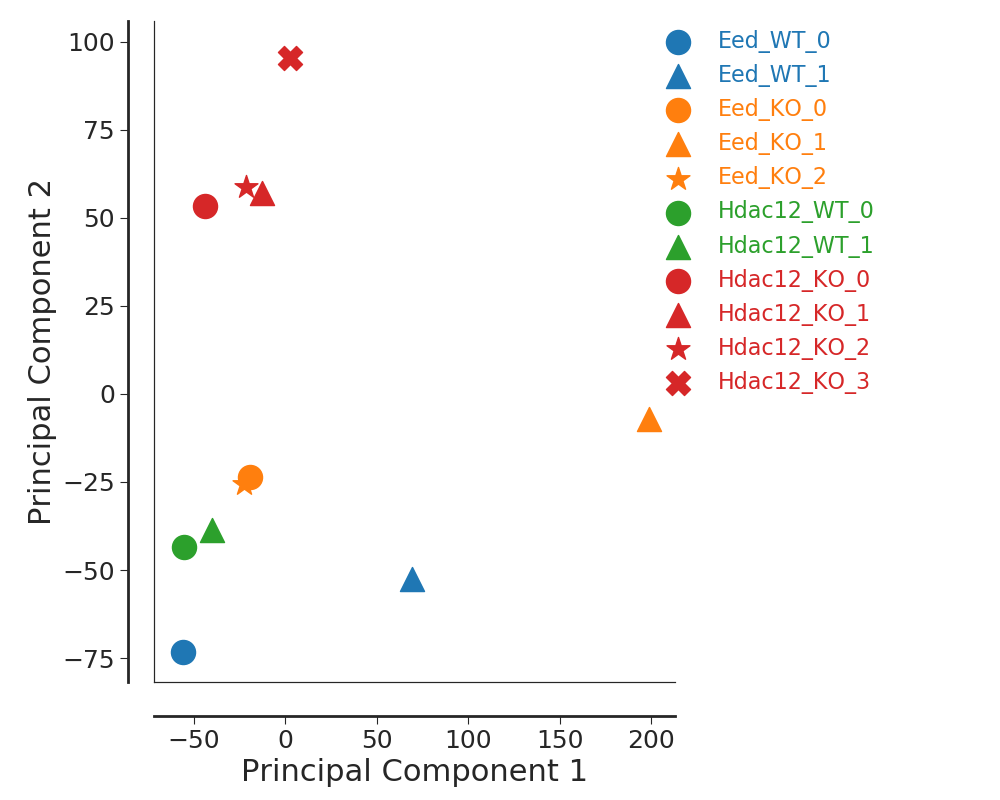 Principal Component 2
100
75
50
25
0
−25
−50
−75
−50 0 50 100 150 200
Principal Component 1
Eed_WT_0
Eed_WT_1
Eed_KO_0
Eed_KO_1
Eed_KO_2
Hdac12_WT_0
Hdac12_WT_1
Hdac12_KO_0
Hdac12_KO_1
Hdac12_KO_2
Hdac12_KO_3